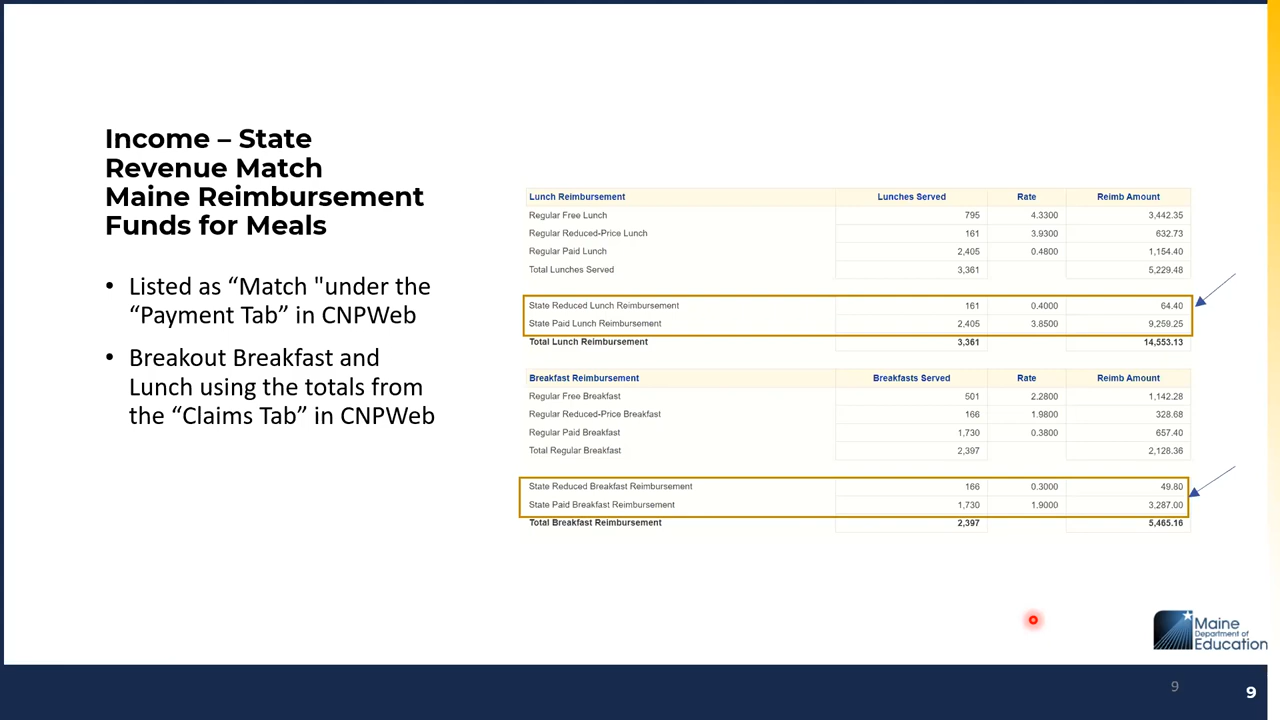 Income – State
Revenue Match
Maine Reimbursement
Funds for Meals
• Listed as “Match "under the
“Payment Tab” in CNPWeb
• Breakout Breakfast and
Lunch using the totals from
the “Claims Tab” in CNPWeb
Lunch Reimbursement Lunches Served Rate Reimb Amount
Regular Free Lunch 795 4.3300 3,442.35
Regular Reduced-Price Lunch 161 3.9300 632.73
Regular Paid Lunch 2,405 0.4800 1,154.40
Total Lunches Served 3,361 5,229.48
State Reduced Lunch Reimbursement 161 0.4000 64.40
State Paid Lunch Reimbursement 2,405 3.8500 9,259.25
Total Lunch Reimbursement 3,361 14,553.13
Breakfast Reimbursement Breakfasts Served Rate Reimb Amount
Regular Free Breakfast 501 2.2800 1,142.28
Regular Reduced-Price Breakfast 166 1.9800 328.68
Regular Paid Breakfast 1,730 0.3800 657.40
Total Regular Breakfast 2,397 2,128.36
State Reduced Breakfast Reimbursement 166 0.3000 49.80
State Paid Breakfast Reimbursement 1,730 1.9000 3,287.00
Total Breakfast Reimbursement 2,397 5,465.16
Maine
Department of
Education
9
9